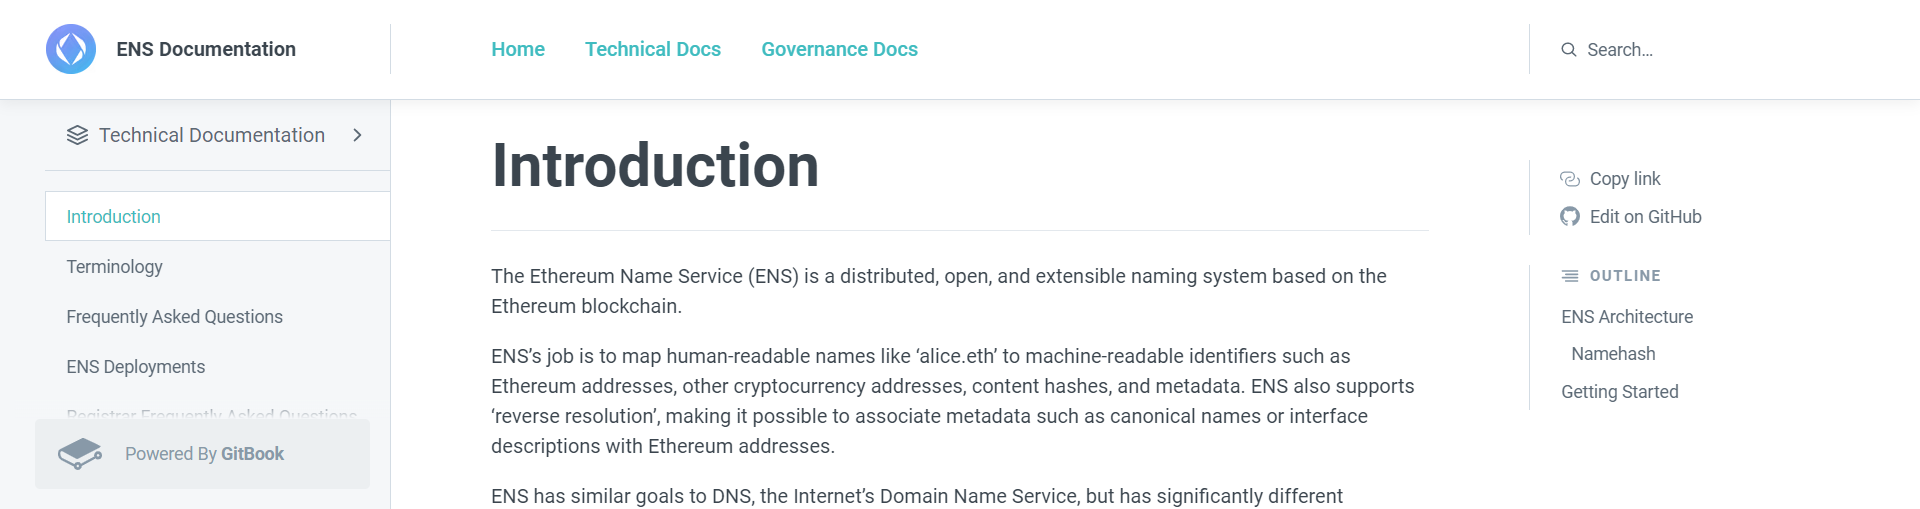 ENS Documentation
Home
Technical Docs
Governance Docs
Search...
Technical Documentation
Introduction
Terminology
Frequently Asked Questions
ENS Deployments
Registrar Frequently Asked Questions
Powered By GitBook
Introduction
The Ethereum Name Service (ENS) is a distributed, open, and extensible naming system based on the
Ethereum blockchain.
ENS’s job is to map human-readable names like ‘alice.eth’ to machine-readable identifiers such as
Ethereum addresses, other cryptocurrency addresses, content hashes, and metadata. ENS also supports
‘reverse resolution’, making it possible to associate metadata such as canonical names or interface
descriptions with Ethereum addresses.
ENS has similar goals to DNS, the Internet’s Domain Name Service, but has significantly different
Copy link
Edit on GitHub
OUTLINE
ENS Architecture
Namehash
Getting Started